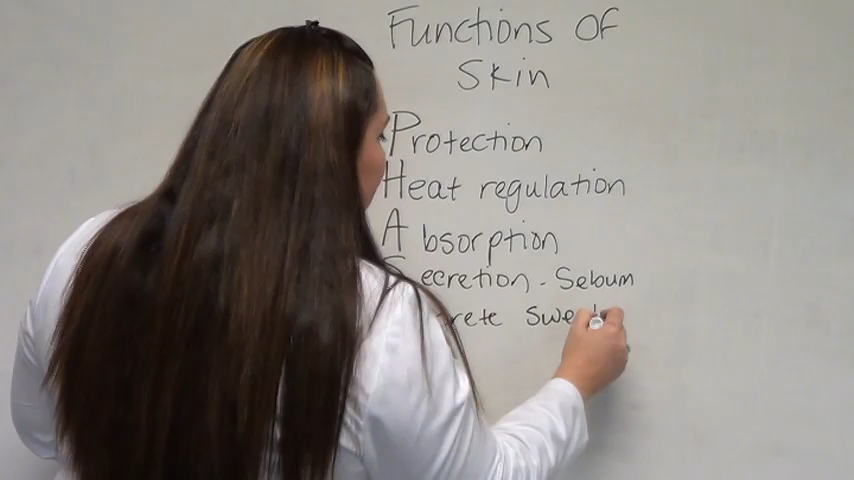 Functions Of
Skin
Protection
Heat regulation
Absorption
Secretion - Sebum